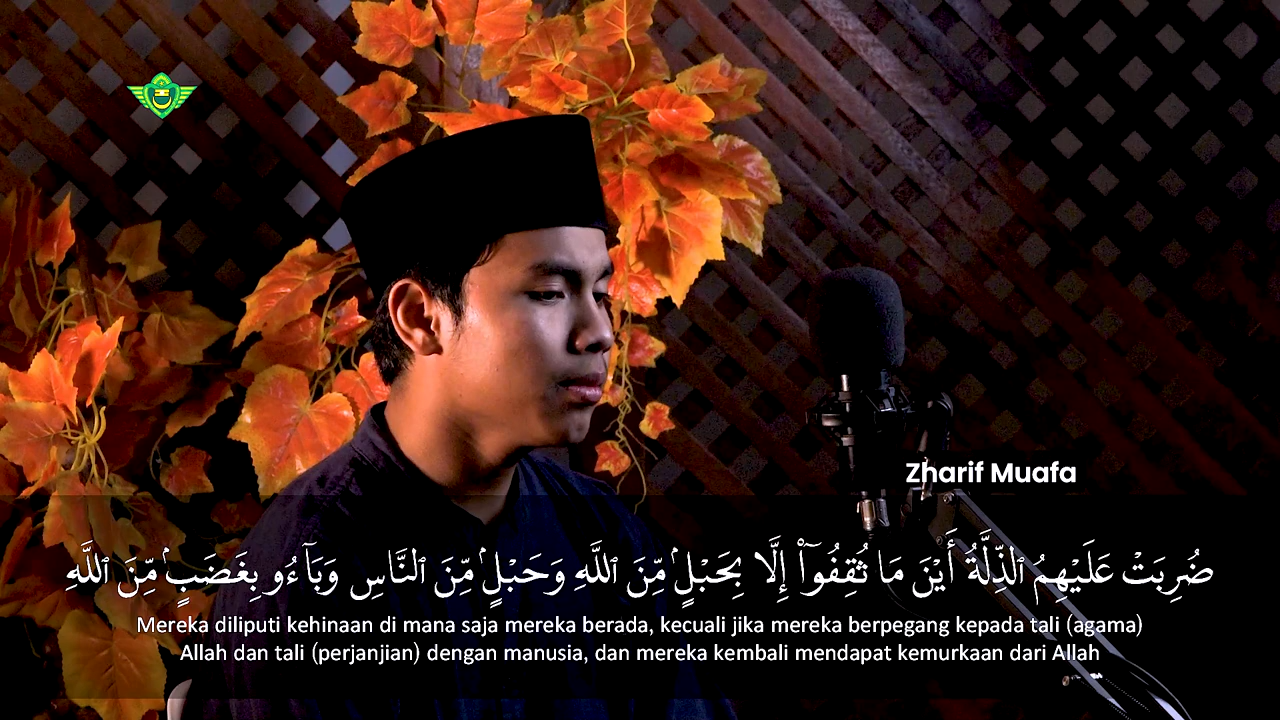 Zharif Muafa
ضُرِبَتْ عَلَيْهِمُ ٱلذِّلَّةُ أَيْنَ مَا ثُقِفُوٓا۟ إِلَّا بِحَبْلٍ مِّنَ ٱللَّهِ وَحَبْلٍ مِّنَ ٱلنَّاسِ وَبَآءُو بِغَضَبٍ مِّنَ ٱللَّهِ
Mereka diliputi kehinaan di mana saja mereka berada, kecuali jika mereka berpegang kepada tali (agama)
Allah dan tali (perjanjian) dengan manusia, dan mereka kembali mendapat kemurkaan dari Allah